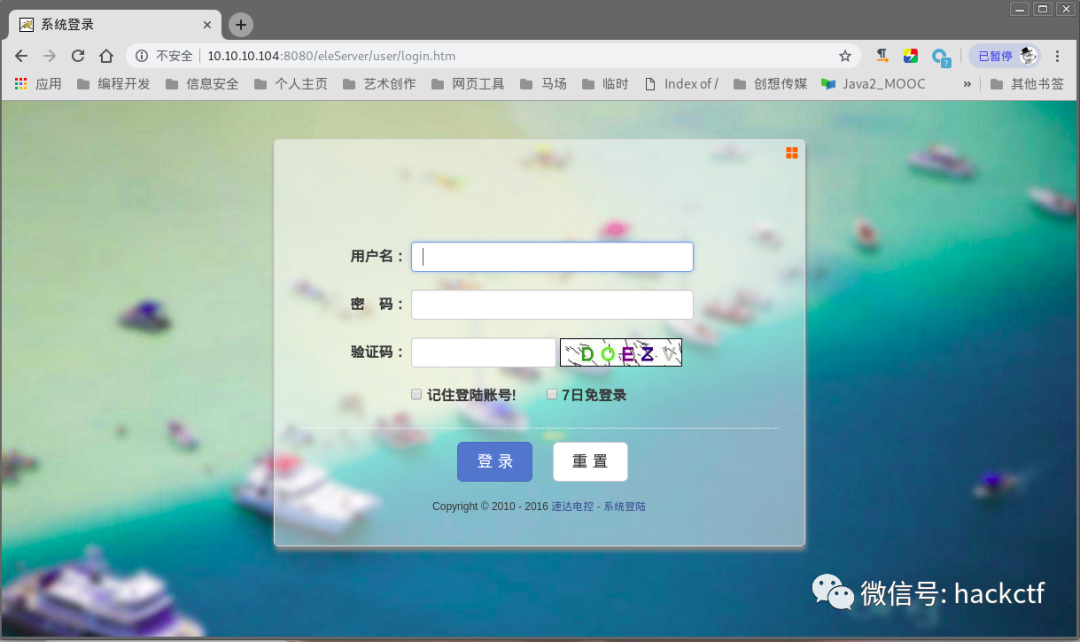 系统登录
不安全
10.10.10.104:8080/eleServer/user/login.htm
已暂停
应用 编程开发 信息安全 个人主页 艺术创作 网页工具 马场 临时 Index of / 创想传媒 Java2_MOOC » 其他书签
用户名：
密 码：
验证码：
记住登陆账号! 7日免登录
登 录 重 置
Copyright © 2010 - 2016 速达电控 - 系统登陆
微信号: hackctf